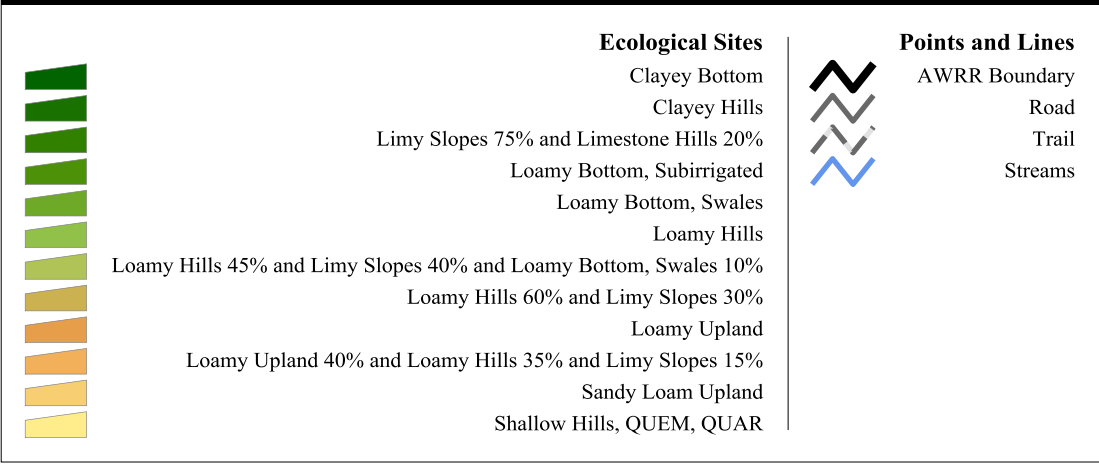 Ecological Sites
Clayey Bottom
Clayey Hills
Limy Slopes 75% and Limestone Hills 20%
Loamy Bottom, Subirrigated
Loamy Bottom, Swales
Loamy Hills
Loamy Hills 45% and Limy Slopes 40% and Loamy Bottom, Swales 10%
Loamy Hills 60% and Limy Slopes 30%
Loamy Upland
Loamy Upland 40% and Loamy Hills 35% and Limy Slopes 15%
Sandy Loam Upland
Shallow Hills, QUEM, QUAR
Points and Lines
AWRR Boundary
Road
Trail
Streams